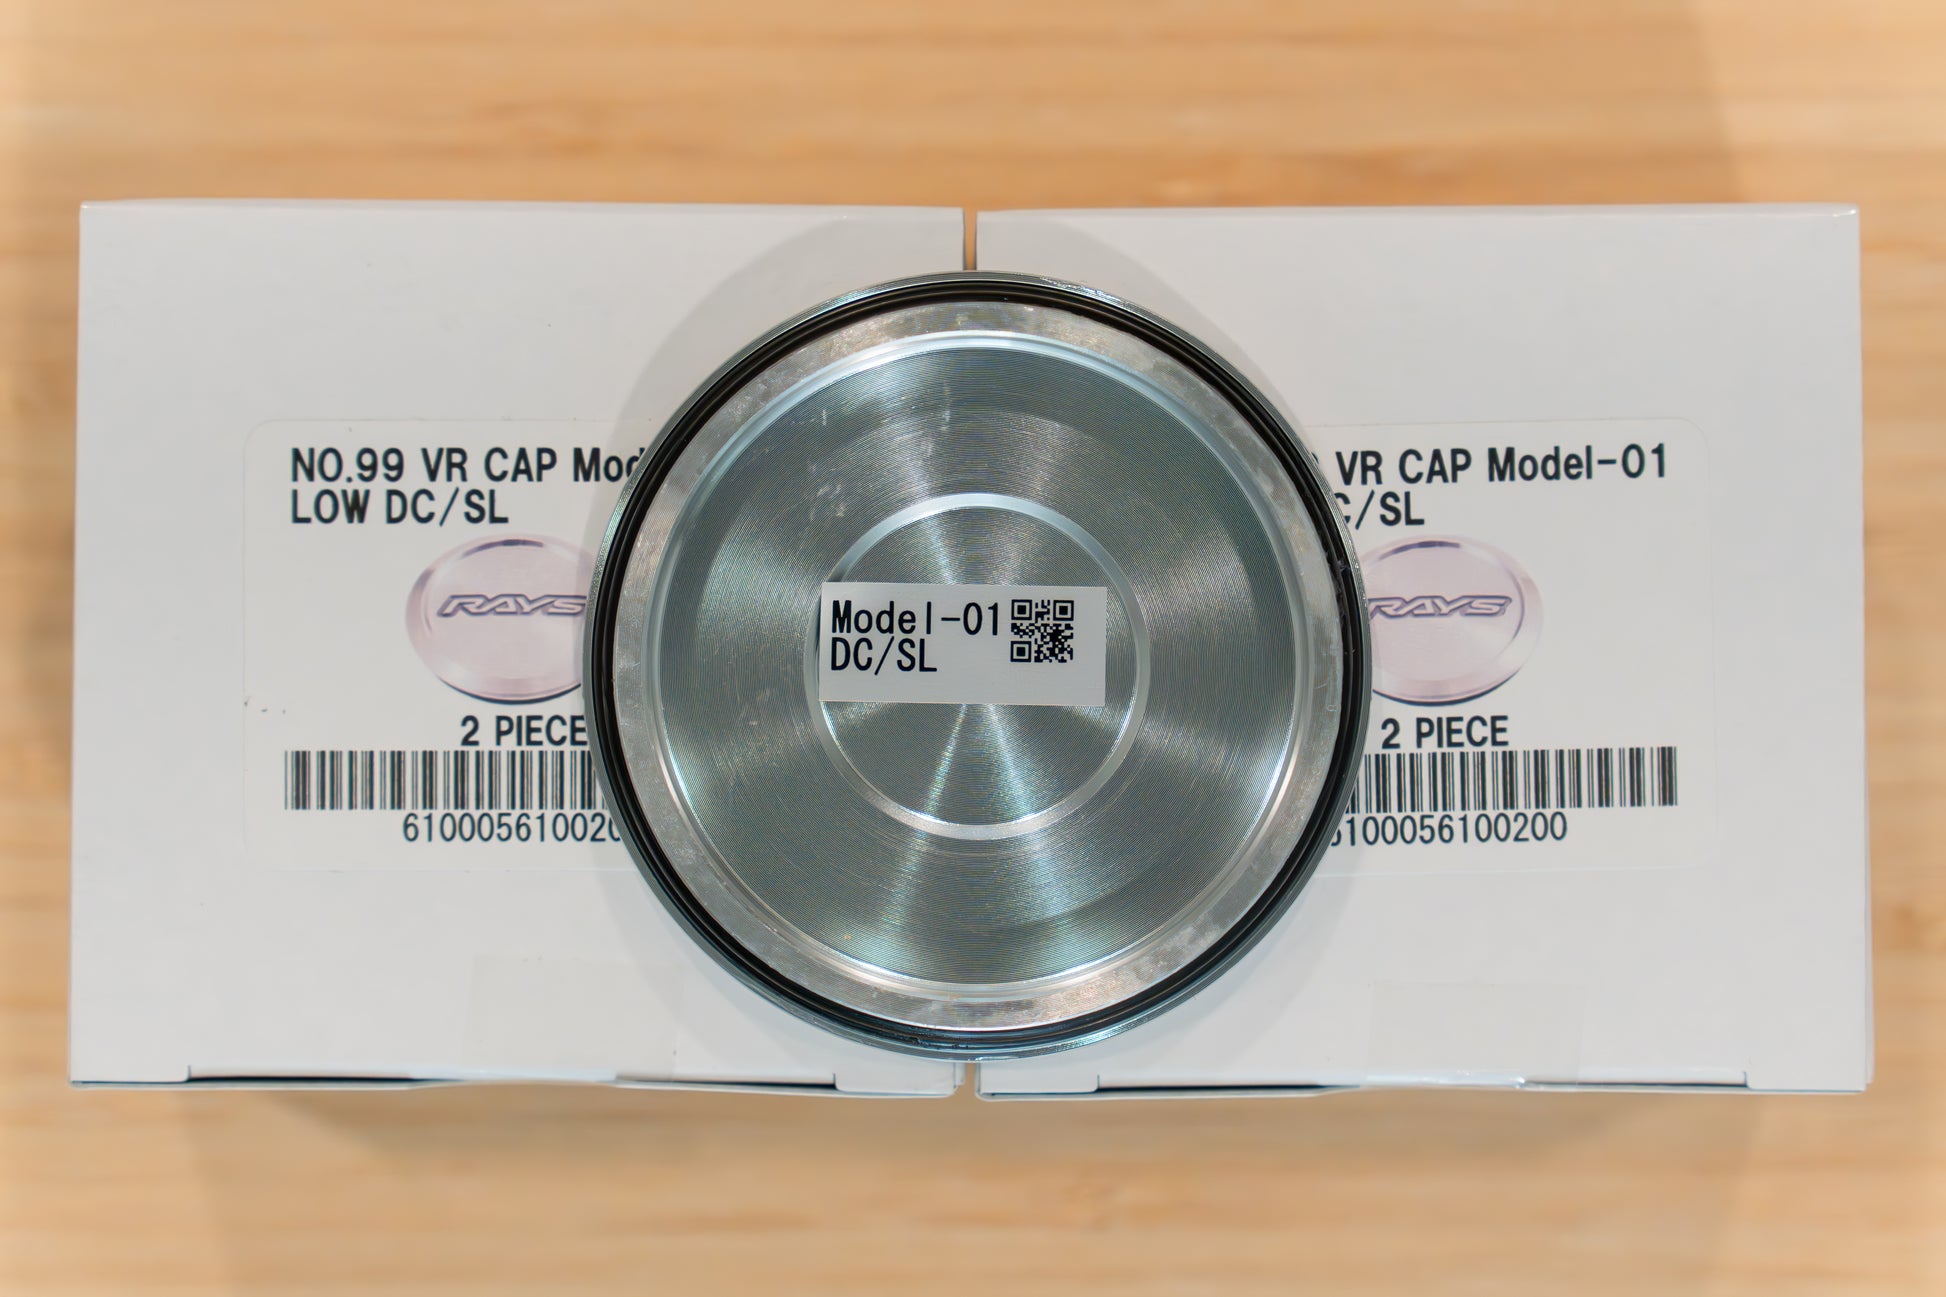 NO.99 VR CAP Mod
LOW DC/SL
RAYS
2 PIECE
610005610020
Model-01
DC/SL
VR CAP Model-01
C/SL
RAYS
2 PIECE
6100056100200